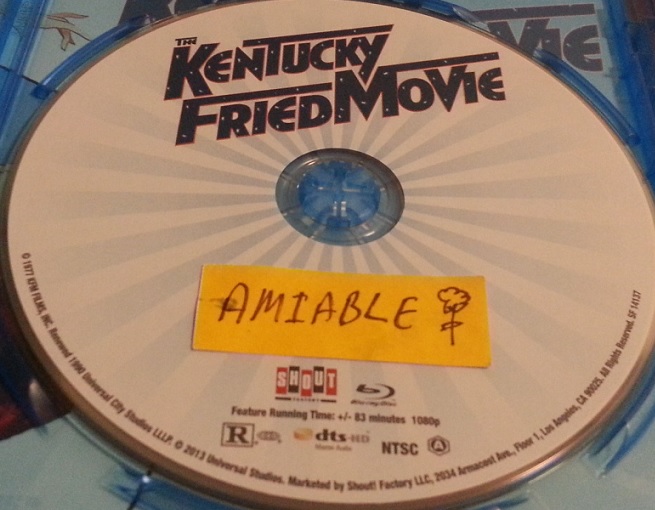 THE
KENTUCKY
FRIED MOVIE
AMIABLE
SHOUT
FACTORY
Blu-ray Disc
Feature Running Time: +/- 83 minutes 1080p
R
dts-HD
Master Audio
NTSC
A
© 1977 KFM FILMS, INC. Renewed 1990 Universal City Studios LLLP. © 2013 Universal Studios. Marketed by Shout! Factory LLC, 2034 Armacost Ave., Floor 1, Los Angeles, CA 90025. All Rights Reserved. SF 14137